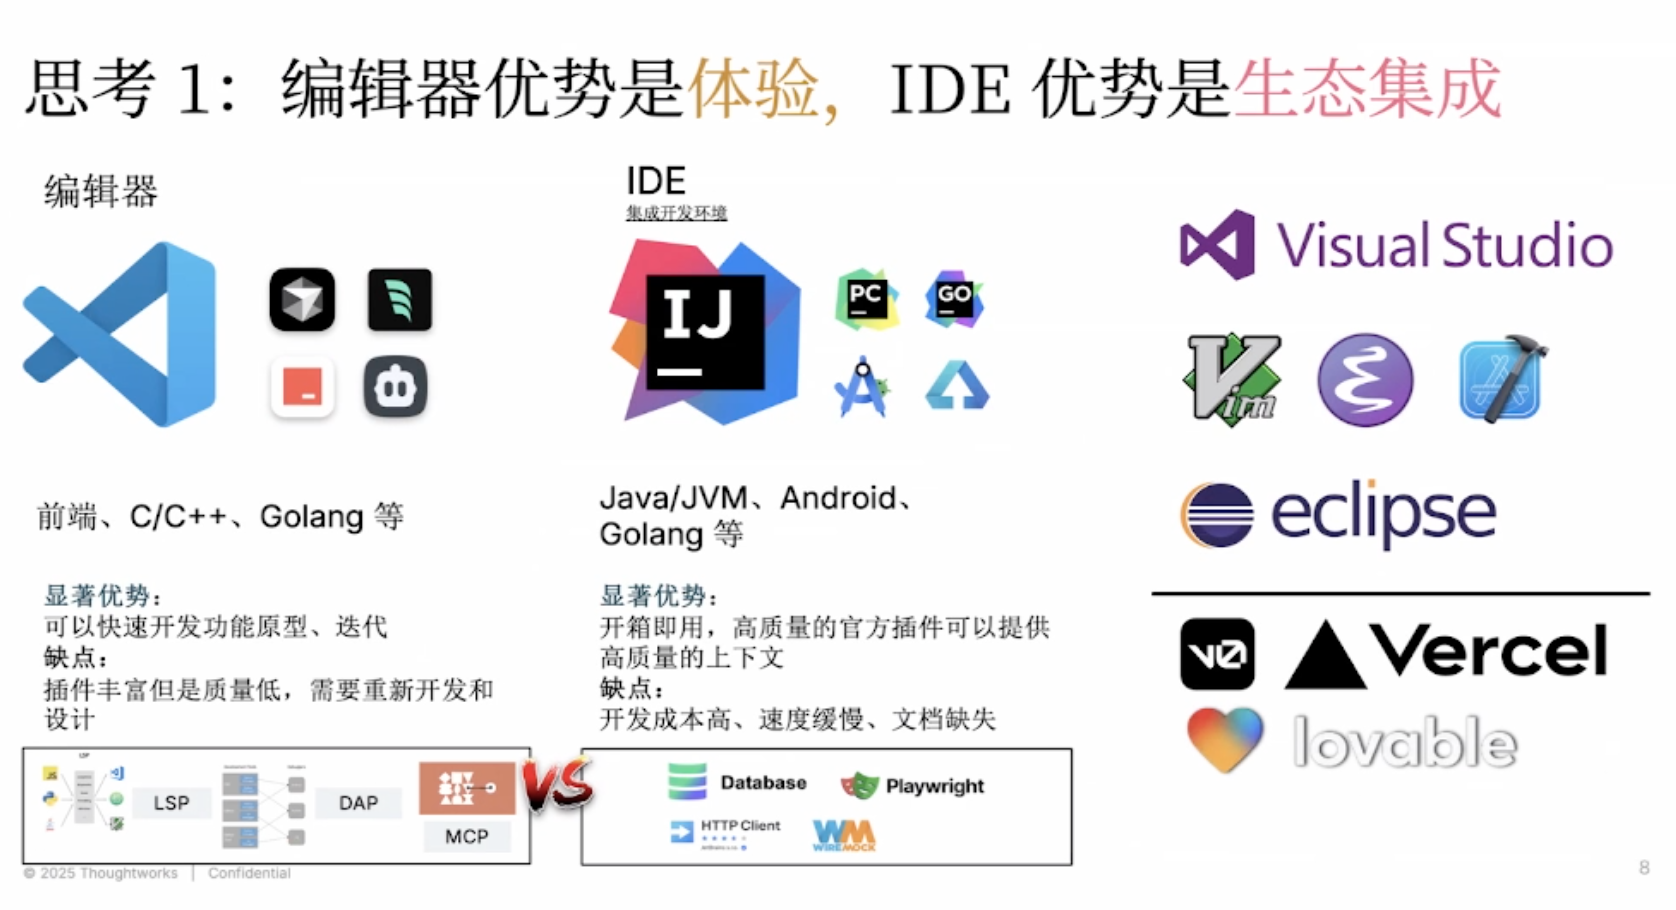 思考 1：编辑器优势是体验，IDE 优势是生态集成
编辑器
前端、C/C++、Golang 等
显著优势：
可以快速开发功能原型、迭代
缺点：
插件丰富但是质量低，需要重新开发和
设计
LSP
LSP
DAP
MCP
VS
IDE
集成开发环境
IJ
PC
GO
Java/JVM、Android、
Golang 等
显著优势：
开箱即用，高质量的官方插件可以提供
高质量的上下文
缺点：
开发成本高、速度缓慢、文档缺失
Database
Playwright
HTTP Client
WM
WIREMOCK
Visual Studio
Vim
eclipse
v0
Vercel
lovable
© 2025 Thoughtworks | Confidential
8